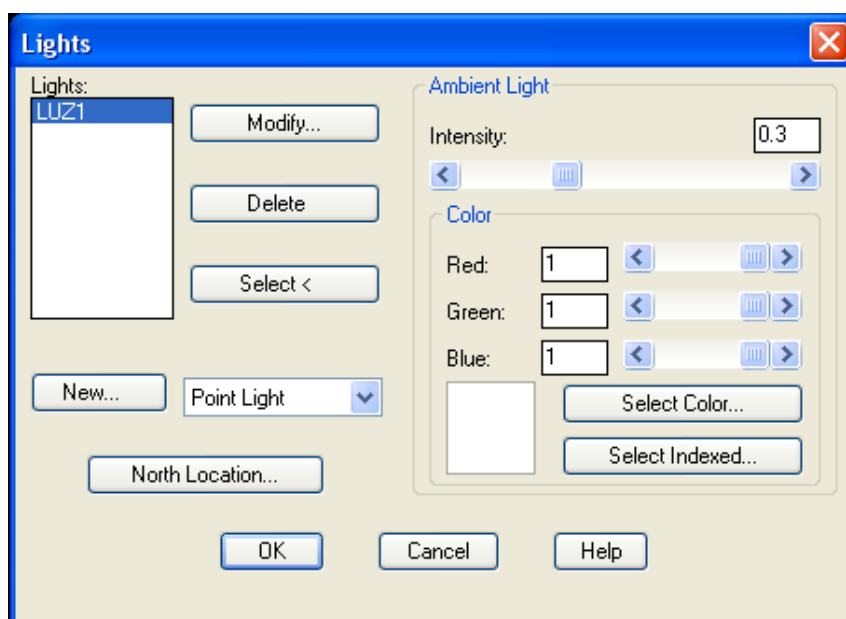 Lights
Lights:
LUZ1
Modify...
Delete
Select <
New...
Point Light
North Location...
Ambient Light
Intensity:
0.3
Color
Red:
1
Green:
1
Blue:
1
Select Color...
Select Indexed...
OK
Cancel
Help